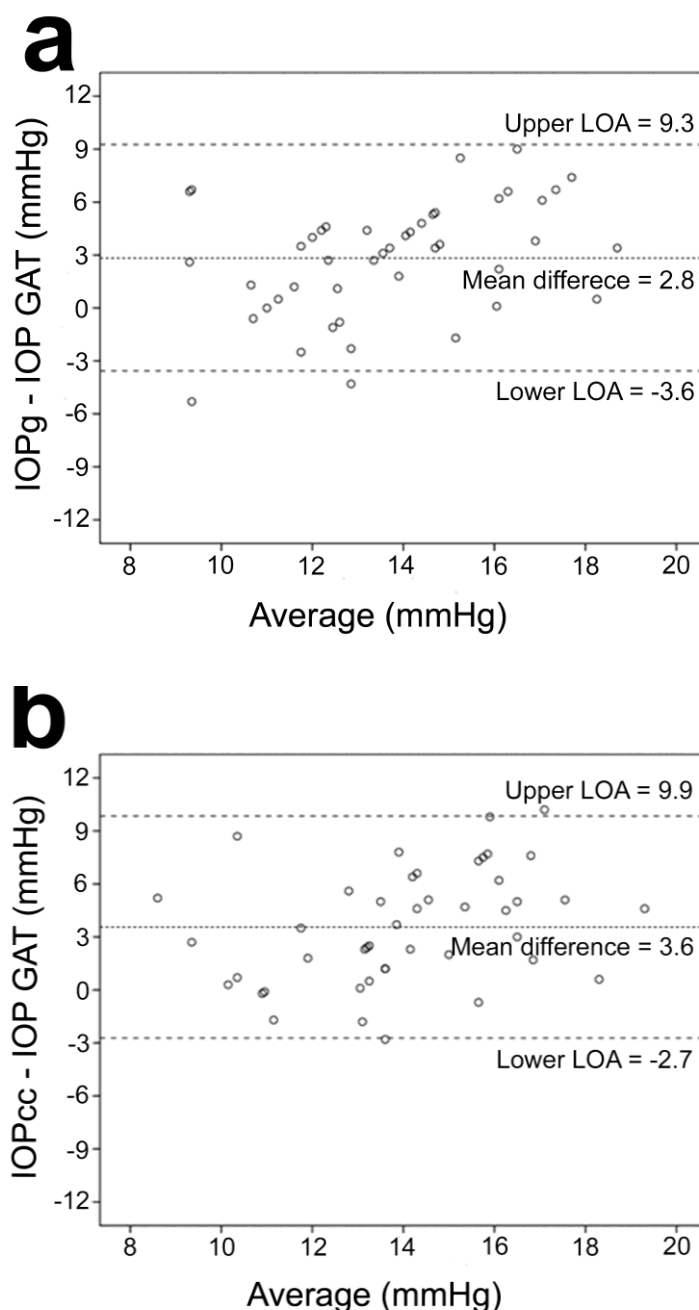 a
IOPg - IOP GAT (mmHg)
12
9
6
3
0
-3
-6
-9
-12
Upper LOA = 9.3
Mean differece = 2.8
Lower LOA = -3.6
8 10 12 14 16 18 20
Average (mmHg)
b
IOPcc - IOP GAT (mmHg)
12
9
6
3
0
-3
-6
-9
-12
Upper LOA = 9.9
Mean difference = 3.6
Lower LOA = -2.7
8 10 12 14 16 18 20
Average (mmHg)